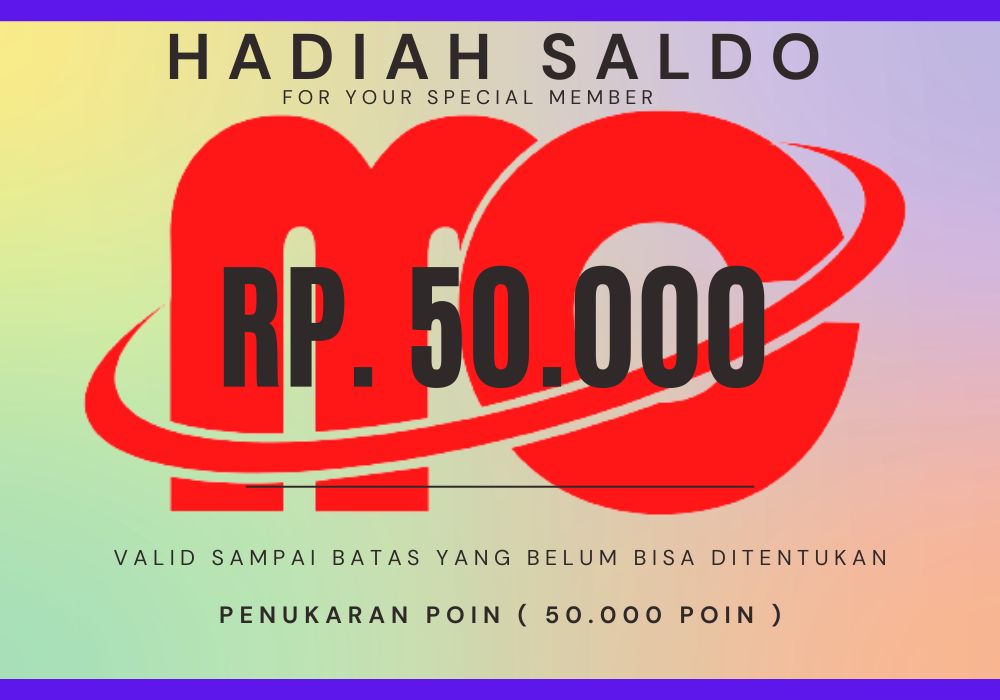 HADIAH SALDO
FOR YOUR SPECIAL MEMBER
mc
RP. 50.000
VALID SAMPAI BATAS YANG BELUM BISA DITENTUKAN
PENUKARAN POIN ( 50.000 POIN )